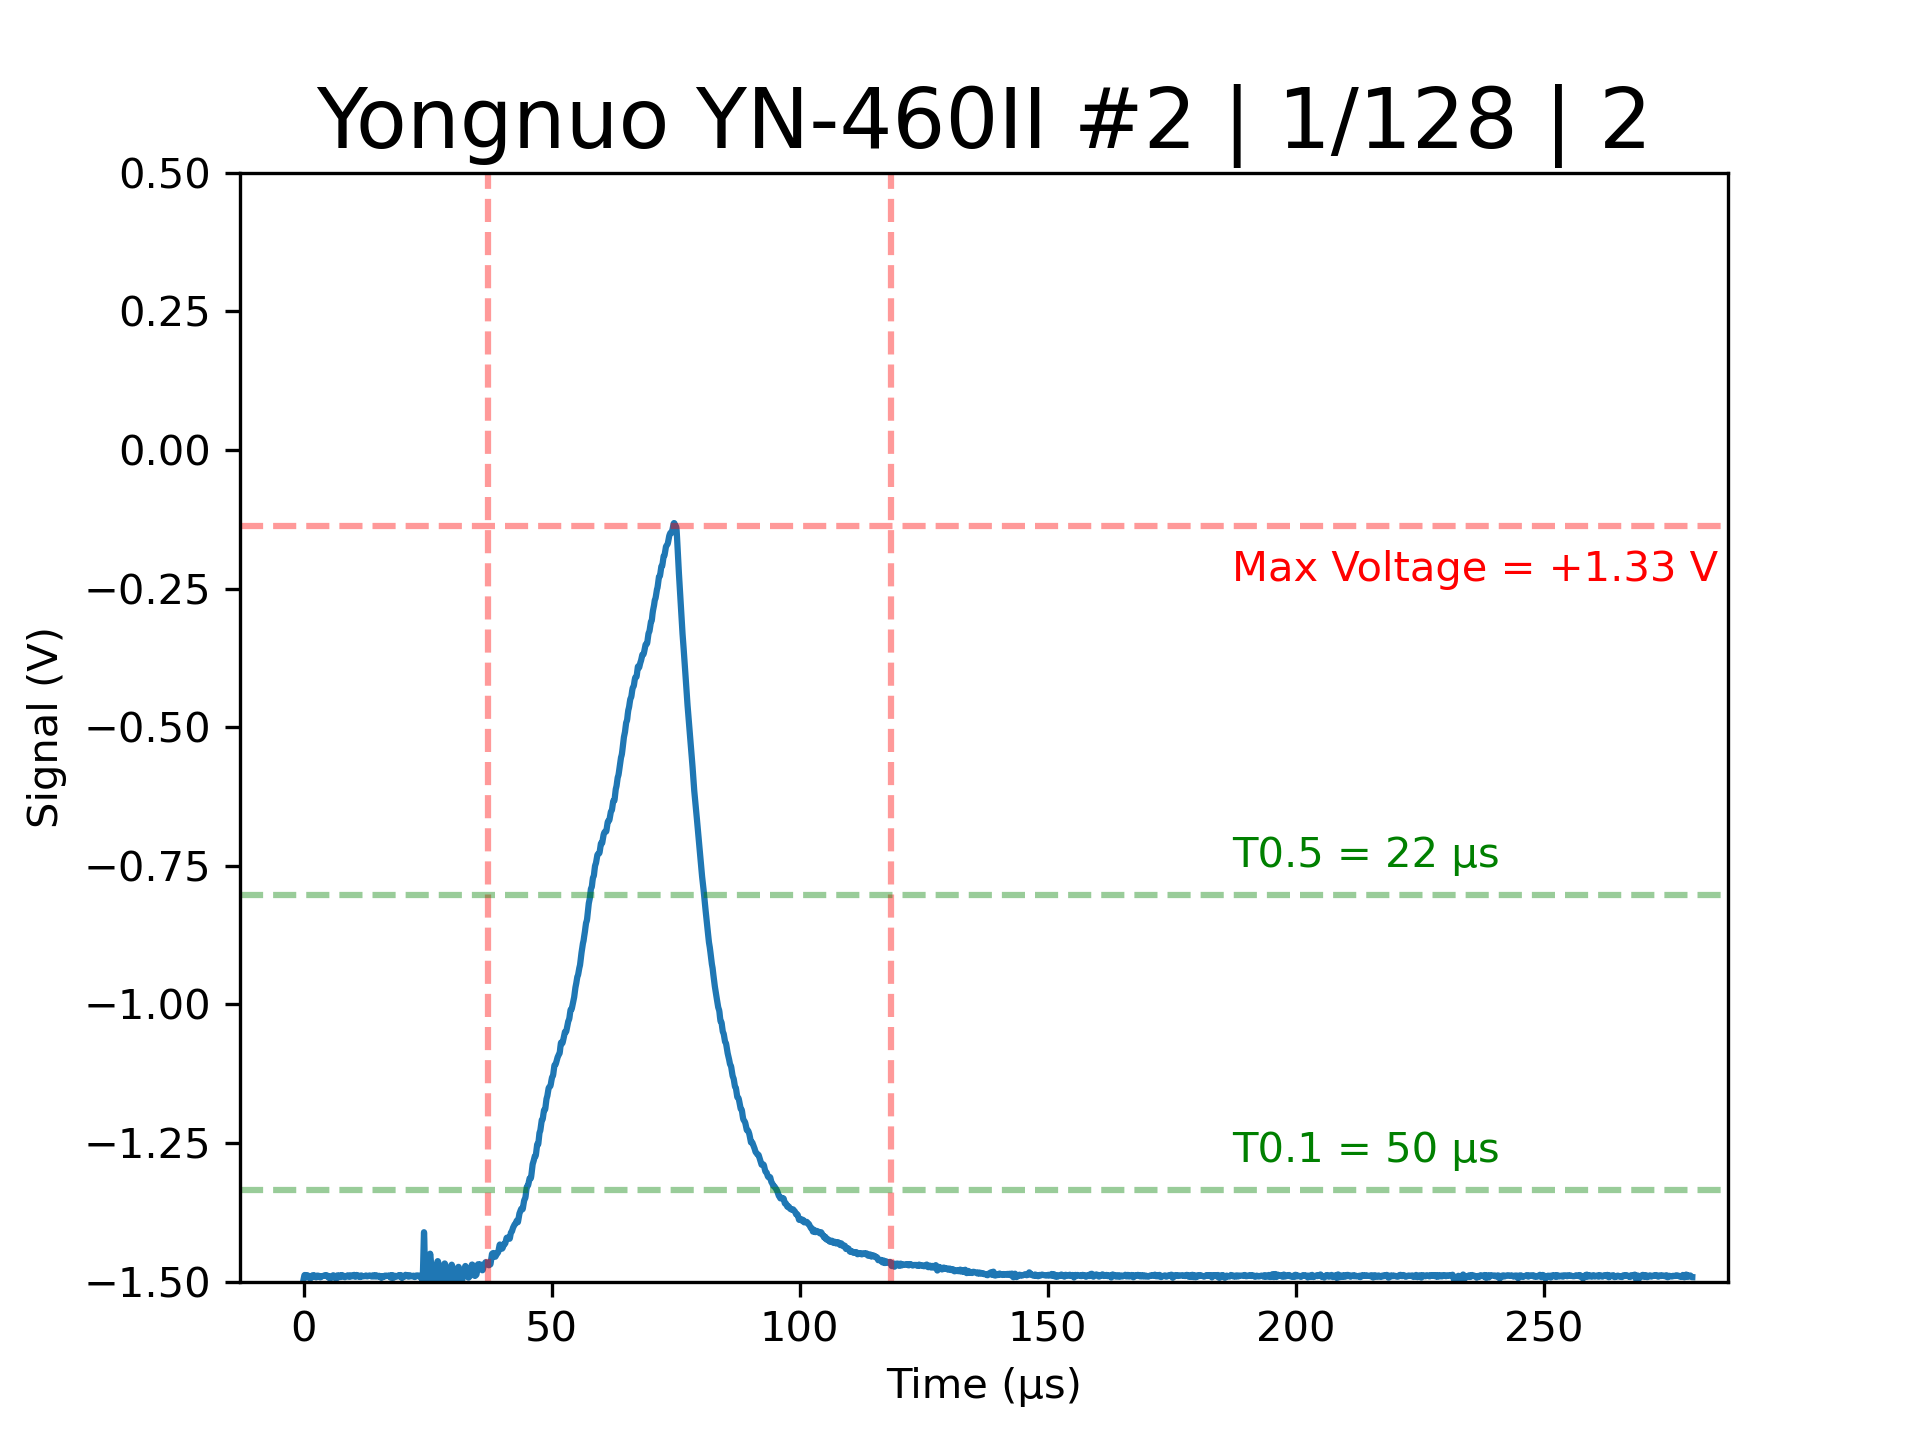 Yongnuo YN-460II #2 | 1/128 | 2
0.50
0.25
0.00
−0.25
−0.50
−0.75
−1.00
−1.25
−1.50
Signal (V)
Max Voltage = +1.33 V
T0.5 = 22 µs
T0.1 = 50 µs
0 50 100 150 200 250
Time (µs)